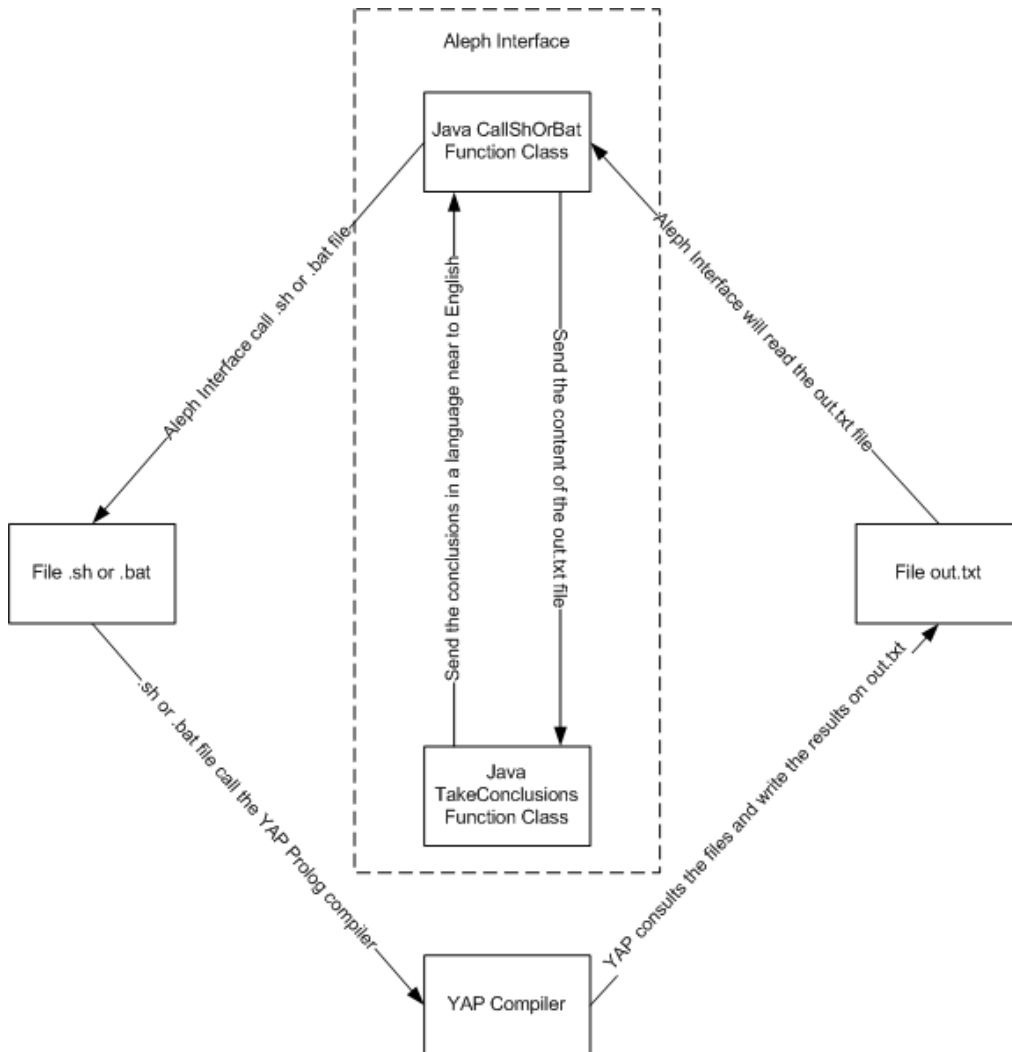 Aleph Interface
Java CallShOrBat
Function Class
Aleph Interface call .sh or .bat file
Aleph Interface will read the out.txt file
Send the conclusions in a language near to English
Send the content of the out.txt file
File .sh or .bat
File out.txt
.sh or .bat file call the YAP Prolog compiler
YAP consults the files and write the results on out.txt
Java
TakeConclusions
Function Class
YAP Compiler